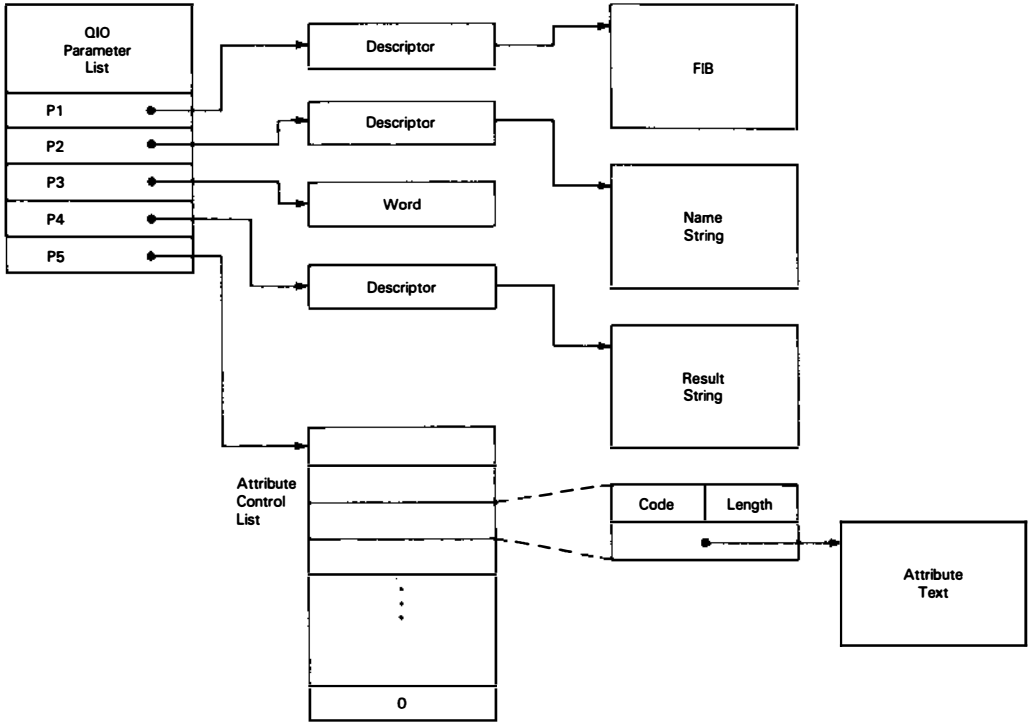 QIO
Parameter
List
P1
P2
P3
P4
P5
Descriptor
FIB
Descriptor
Name
String
Word
Descriptor
Result
String
Attribute
Control
List
Code
Length
Attribute
Text
0